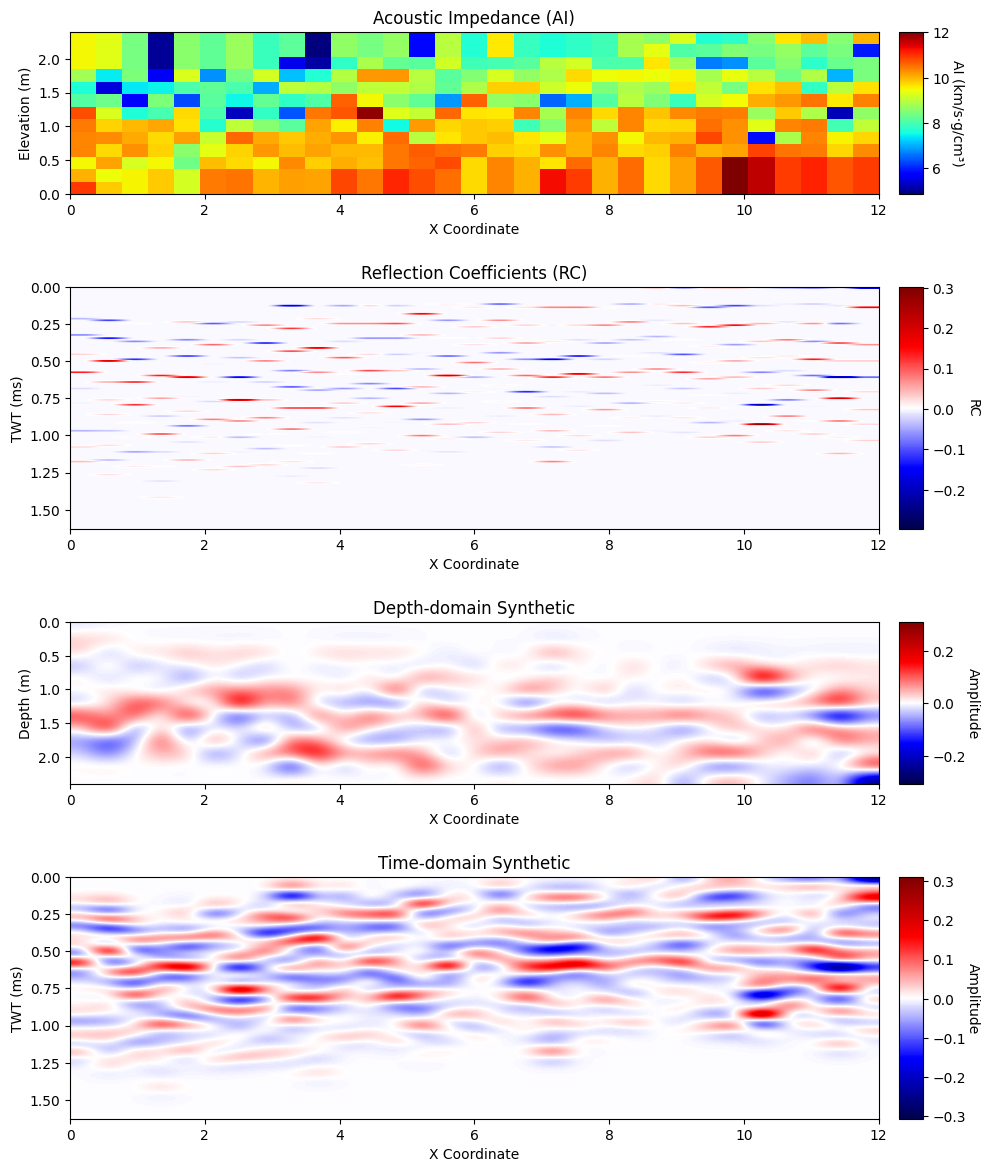 Acoustic Impedance (AI)
2.0
1.5
1.0
0.5
0.0
Elevation (m)
0 2 4 6 8 10 12
X Coordinate
12
10
8
6
AI (km/s·g/cm³)
Reflection Coefficients (RC)
0.00
0.25
0.50
0.75
1.00
1.25
1.50
TWT (ms)
0 2 4 6 8 10 12
X Coordinate
0.3
0.2
0.1
0.0
−0.1
−0.2
RC
Depth-domain Synthetic
0.0
0.5
1.0
1.5
2.0
Depth (m)
0 2 4 6 8 10 12
X Coordinate
0.2
0.0
−0.2
Amplitude
Time-domain Synthetic
0.00
0.25
0.50
0.75
1.00
1.25
1.50
TWT (ms)
0 2 4 6 8 10 12
X Coordinate
0.3
0.2
0.1
0.0
−0.1
−0.2
−0.3
Amplitude